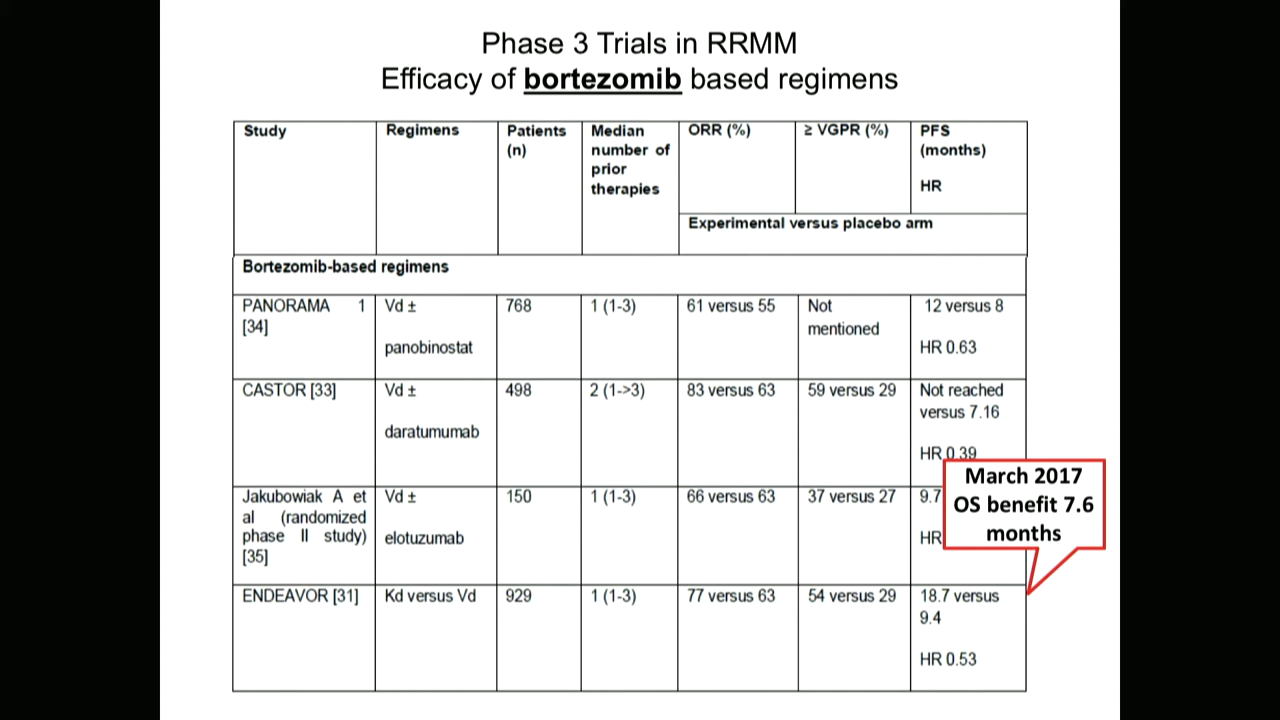 Phase 3 Trials in RRMM
Efficacy of bortezomib based regimens
Study
Regimens
Patients
(n)
Median
number of
prior
therapies
ORR (%)
≥ VGPR (%)
PFS
(months)
HR
Experimental versus placebo arm
Bortezomib-based regimens
PANORAMA 1
[34]
Vd ±
panobinostat
768
1 (1-3)
61 versus 55
Not
mentioned
12 versus 8
HR 0.63
CASTOR [33]
Vd ±
daratumumab
498
2 (1->3)
83 versus 63
59 versus 29
Not reached
versus 7.16
HR 0.39
Jakubowiak A et
al (randomized
phase II study)
[35]
Vd ±
elotuzumab
150
1 (1-3)
66 versus 63
37 versus 27
9.7
HR
March 2017
OS benefit 7.6
months
ENDEAVOR [31]
Kd versus Vd
929
1 (1-3)
77 versus 63
54 versus 29
18.7 versus
9.4
HR 0.53